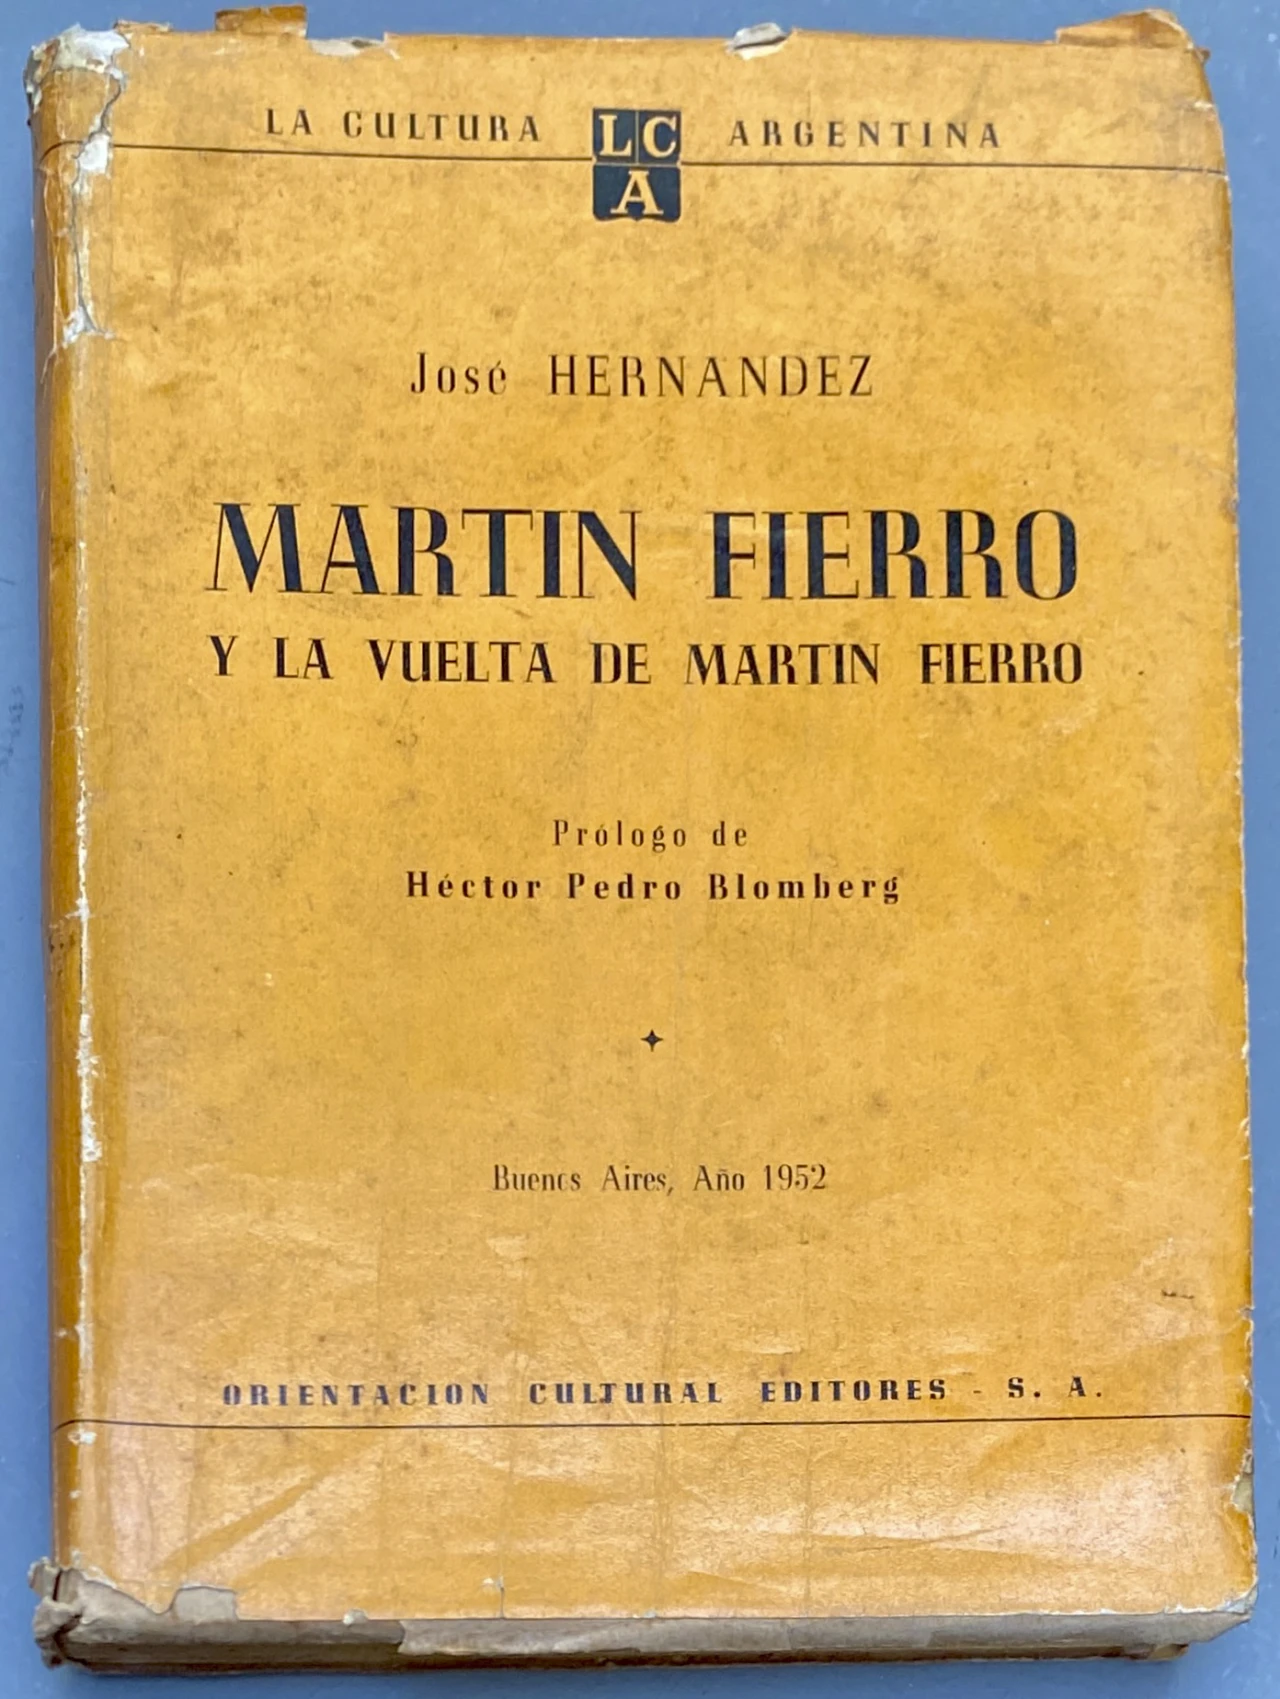 LA CULTURA LCA ARGENTINA
José HERNANDEZ
MARTIN FIERRO
Y LA VUELTA DE MARTIN FIERRO
Prólogo de
Héctor Pedro Blomberg
Buenos Aires, Año 1952
ORIENTACION CULTURAL EDITORES - S. A.